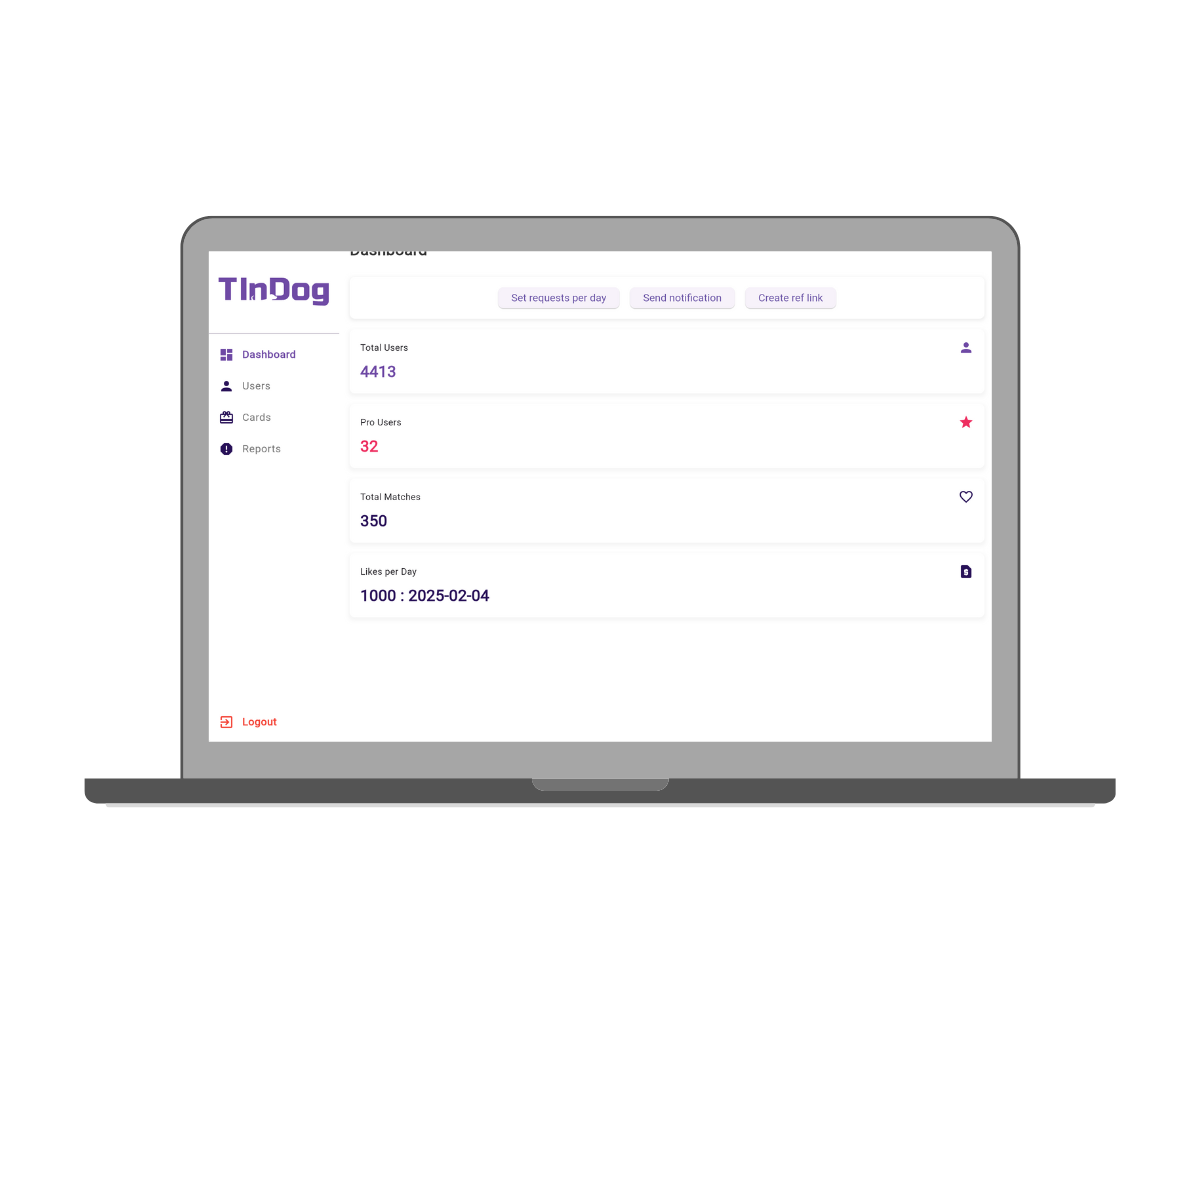 Dashboard
TInDog
Set requests per day Send notification Create ref link
Dashboard
Users
Cards
Reports
Logout
Total Users
4413
Pro Users
32
Total Matches
350
Likes per Day
1000 : 2025-02-04